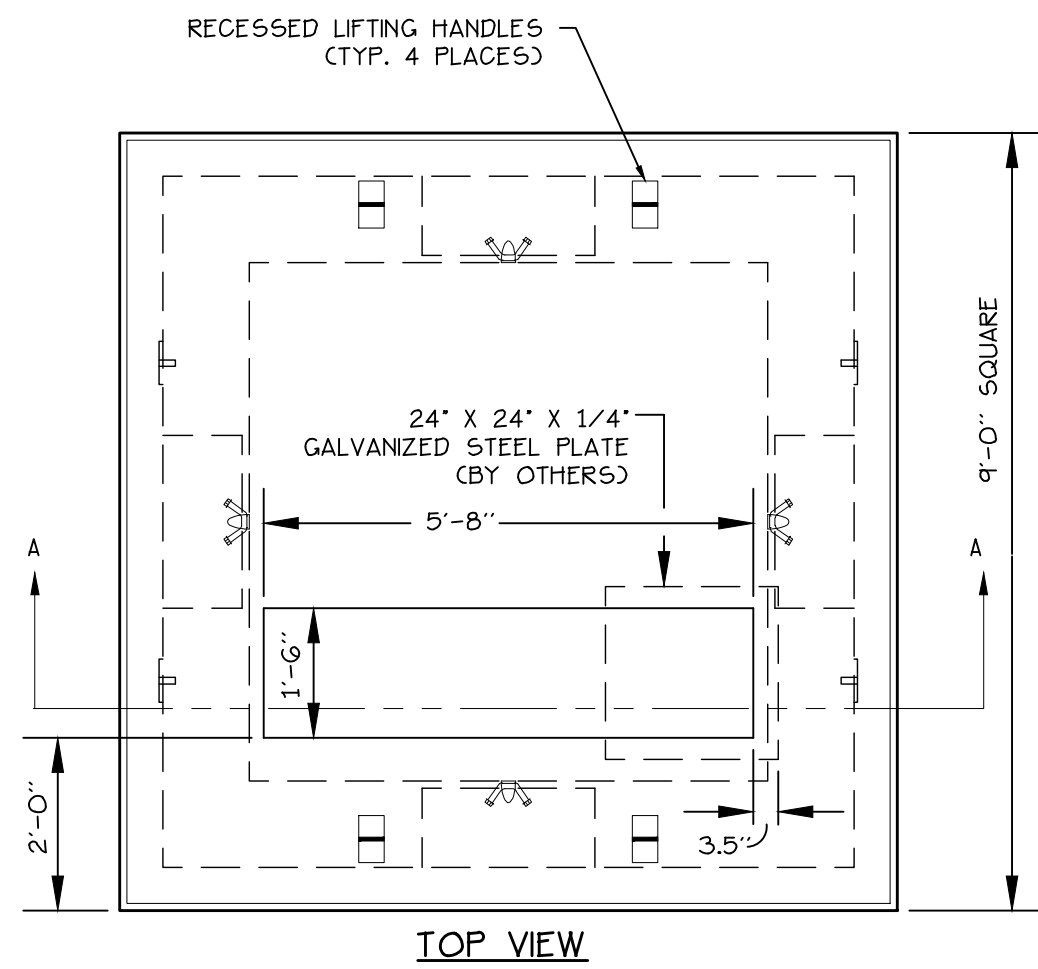 RECESSED LIFTING HANDLES
(TYP. 4 PLACES)
9'-0" SQUARE
24" X 24" X 1/4"
GALVANIZED STEEL PLATE
(BY OTHERS)
5'-8"
A
A
1'-6"
2'-0"
3.5"
TOP VIEW